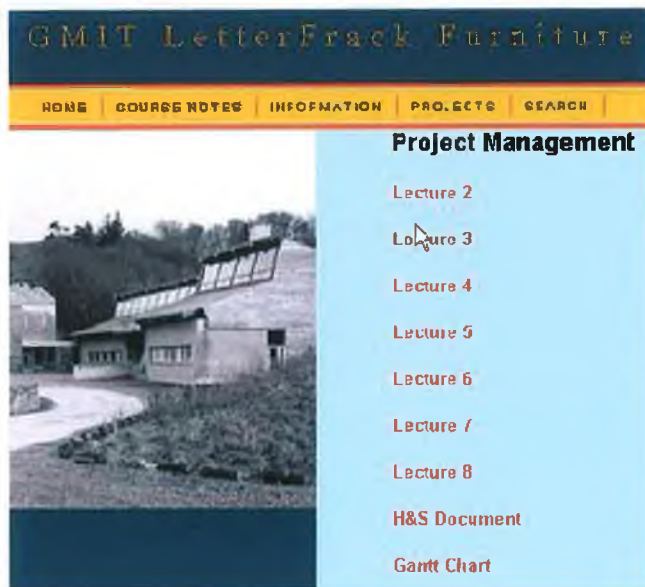 GMIT LetterFrack Furniture
HOME | COURSE NOTES | INFORMATION | PROJECTS | SEARCH |
Project Management
Lecture 2
Lecture 3
Lecture 4
Lecture 5
Lecture 6
Lecture 7
Lecture 8
H&S Document
Gantt Chart